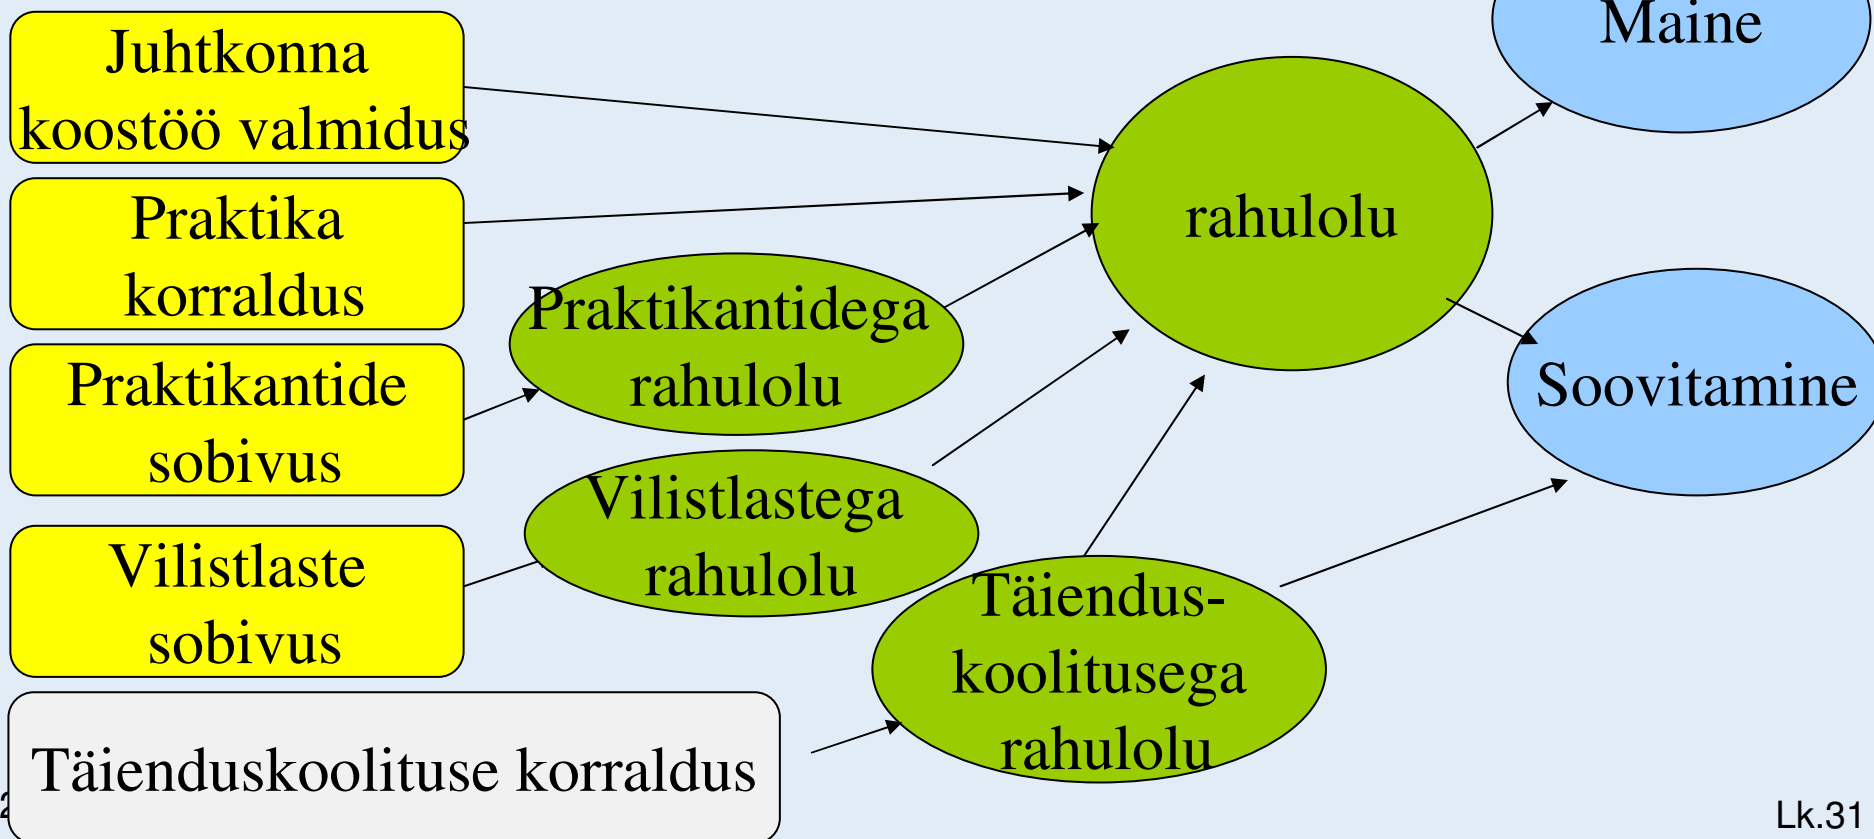 Juhtkonna
koostöö valmidus
Praktika
korraldus
Praktikantide
sobivus
Vilistlaste
sobivus
Täienduskoolituse korraldus
Praktikantidega
rahulolu
Vilistlastega
rahulolu
Täiendus-
koolitusega
rahulolu
rahulolu
Maine
Soovitamine
Lk.31